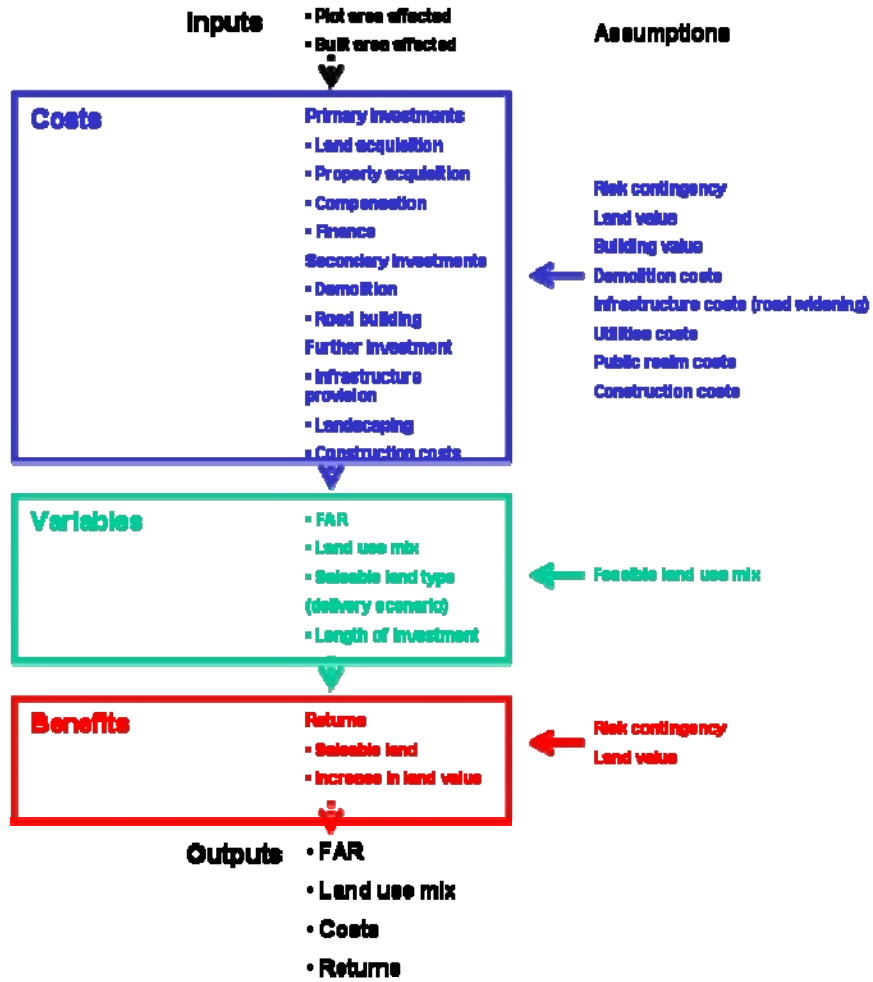 Inputs
▪ Plot area affected
▪ Built area affected
Assumptions
Costs
Primary investments
▪ Land acquisition
▪ Property acquisition
▪ Compensation
▪ Finance
Secondary investments
▪ Demolition
▪ Road building
Further investment
▪ Infrastructure
provision
▪ Landscaping
▪ Construction costs
Risk contingency
Land value
Building value
Demolition costs
Infrastructure costs (road widening)
Utilities costs
Public realm costs
Construction costs
Variables
▪ FAR
▪ Land use mix
▪ Saleable land type
(delivery scenario)
▪ Length of investment
Feasible land use mix
Benefits
Returns
▪ Saleable land
▪ Increase in land value
Risk contingency
Land value
Outputs
• FAR
• Land use mix
• Costs
• Returns